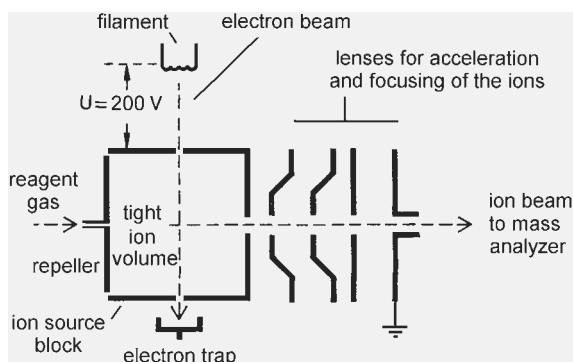 filament
electron beam
lenses for acceleration
and focusing of the ions
U = 200 V
reagent
gas
tight
ion
volume
repeller
ion beam
to mass
analyzer
ion source
block
electron trap